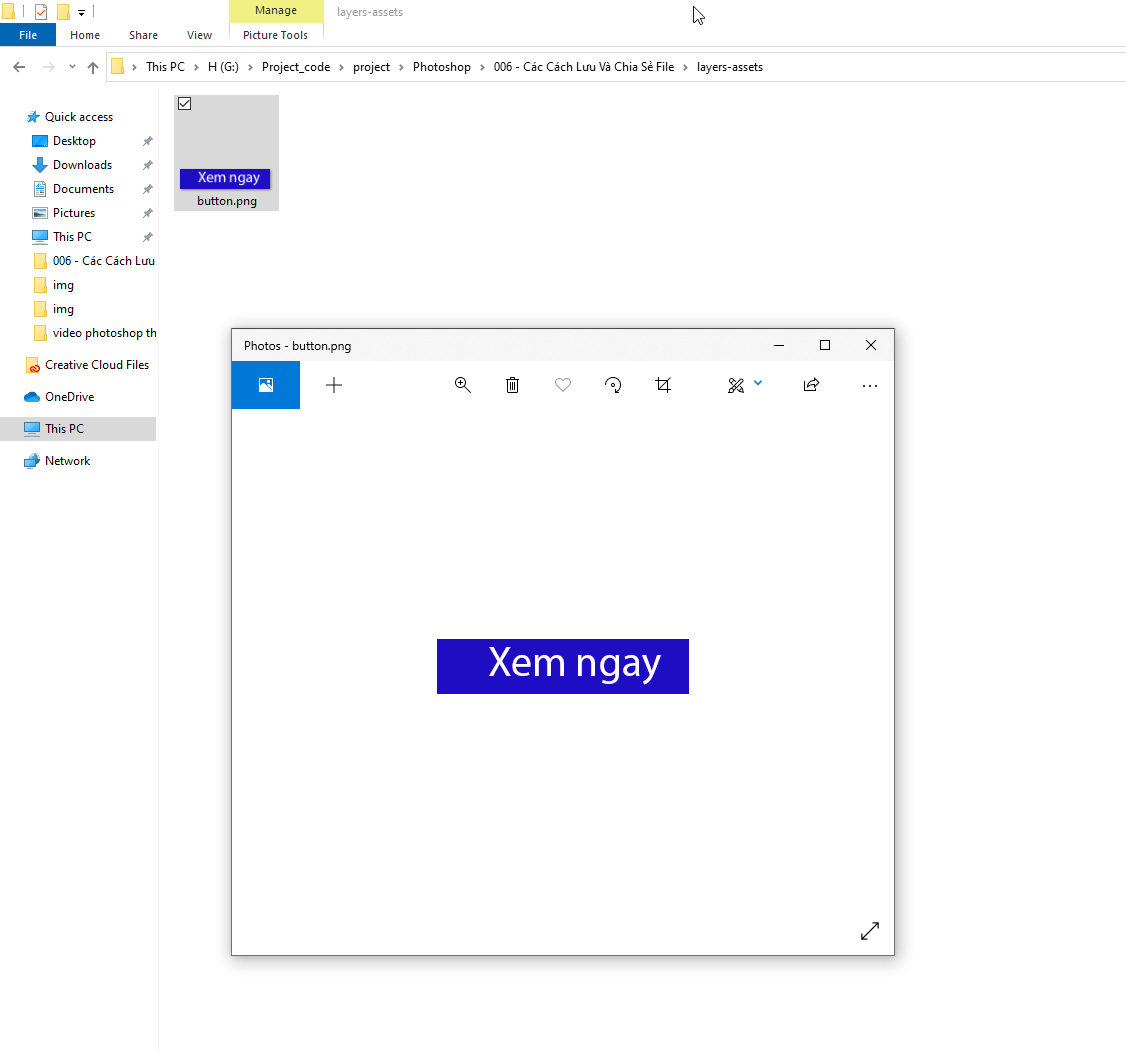 Manage
layers-assets
File
Home
Share
View
Picture Tools
This PC > H (G:) > Project_code > project > Photoshop > 006 - Các Cách Lưu Và Chia Sẻ File > layers-assets
Quick access
Desktop
Downloads
Documents
Pictures
This PC
006 - Các Cách Lưu
img
img
video photoshop th
Creative Cloud Files
OneDrive
This PC
Network
Xem ngay
button.png
Photos - button.png
Xem ngay